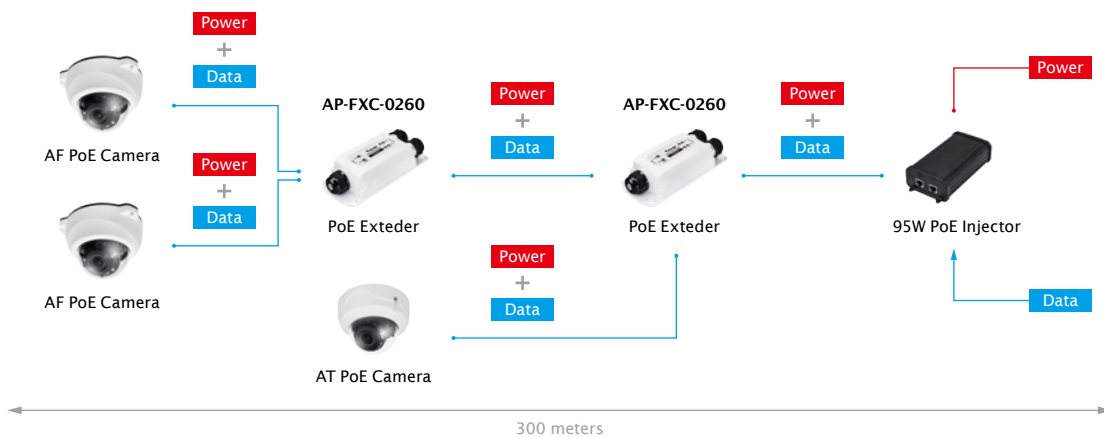 Power
+
Data
AF PoE Camera
Power
+
Data
AF PoE Camera
AP-FXC-0260
PoE Exteder
Power
+
Data
AP-FXC-0260
PoE Exteder
Power
+
Data
AT PoE Camera
Power
+
Data
95W PoE Injector
Power
Data
300 meters